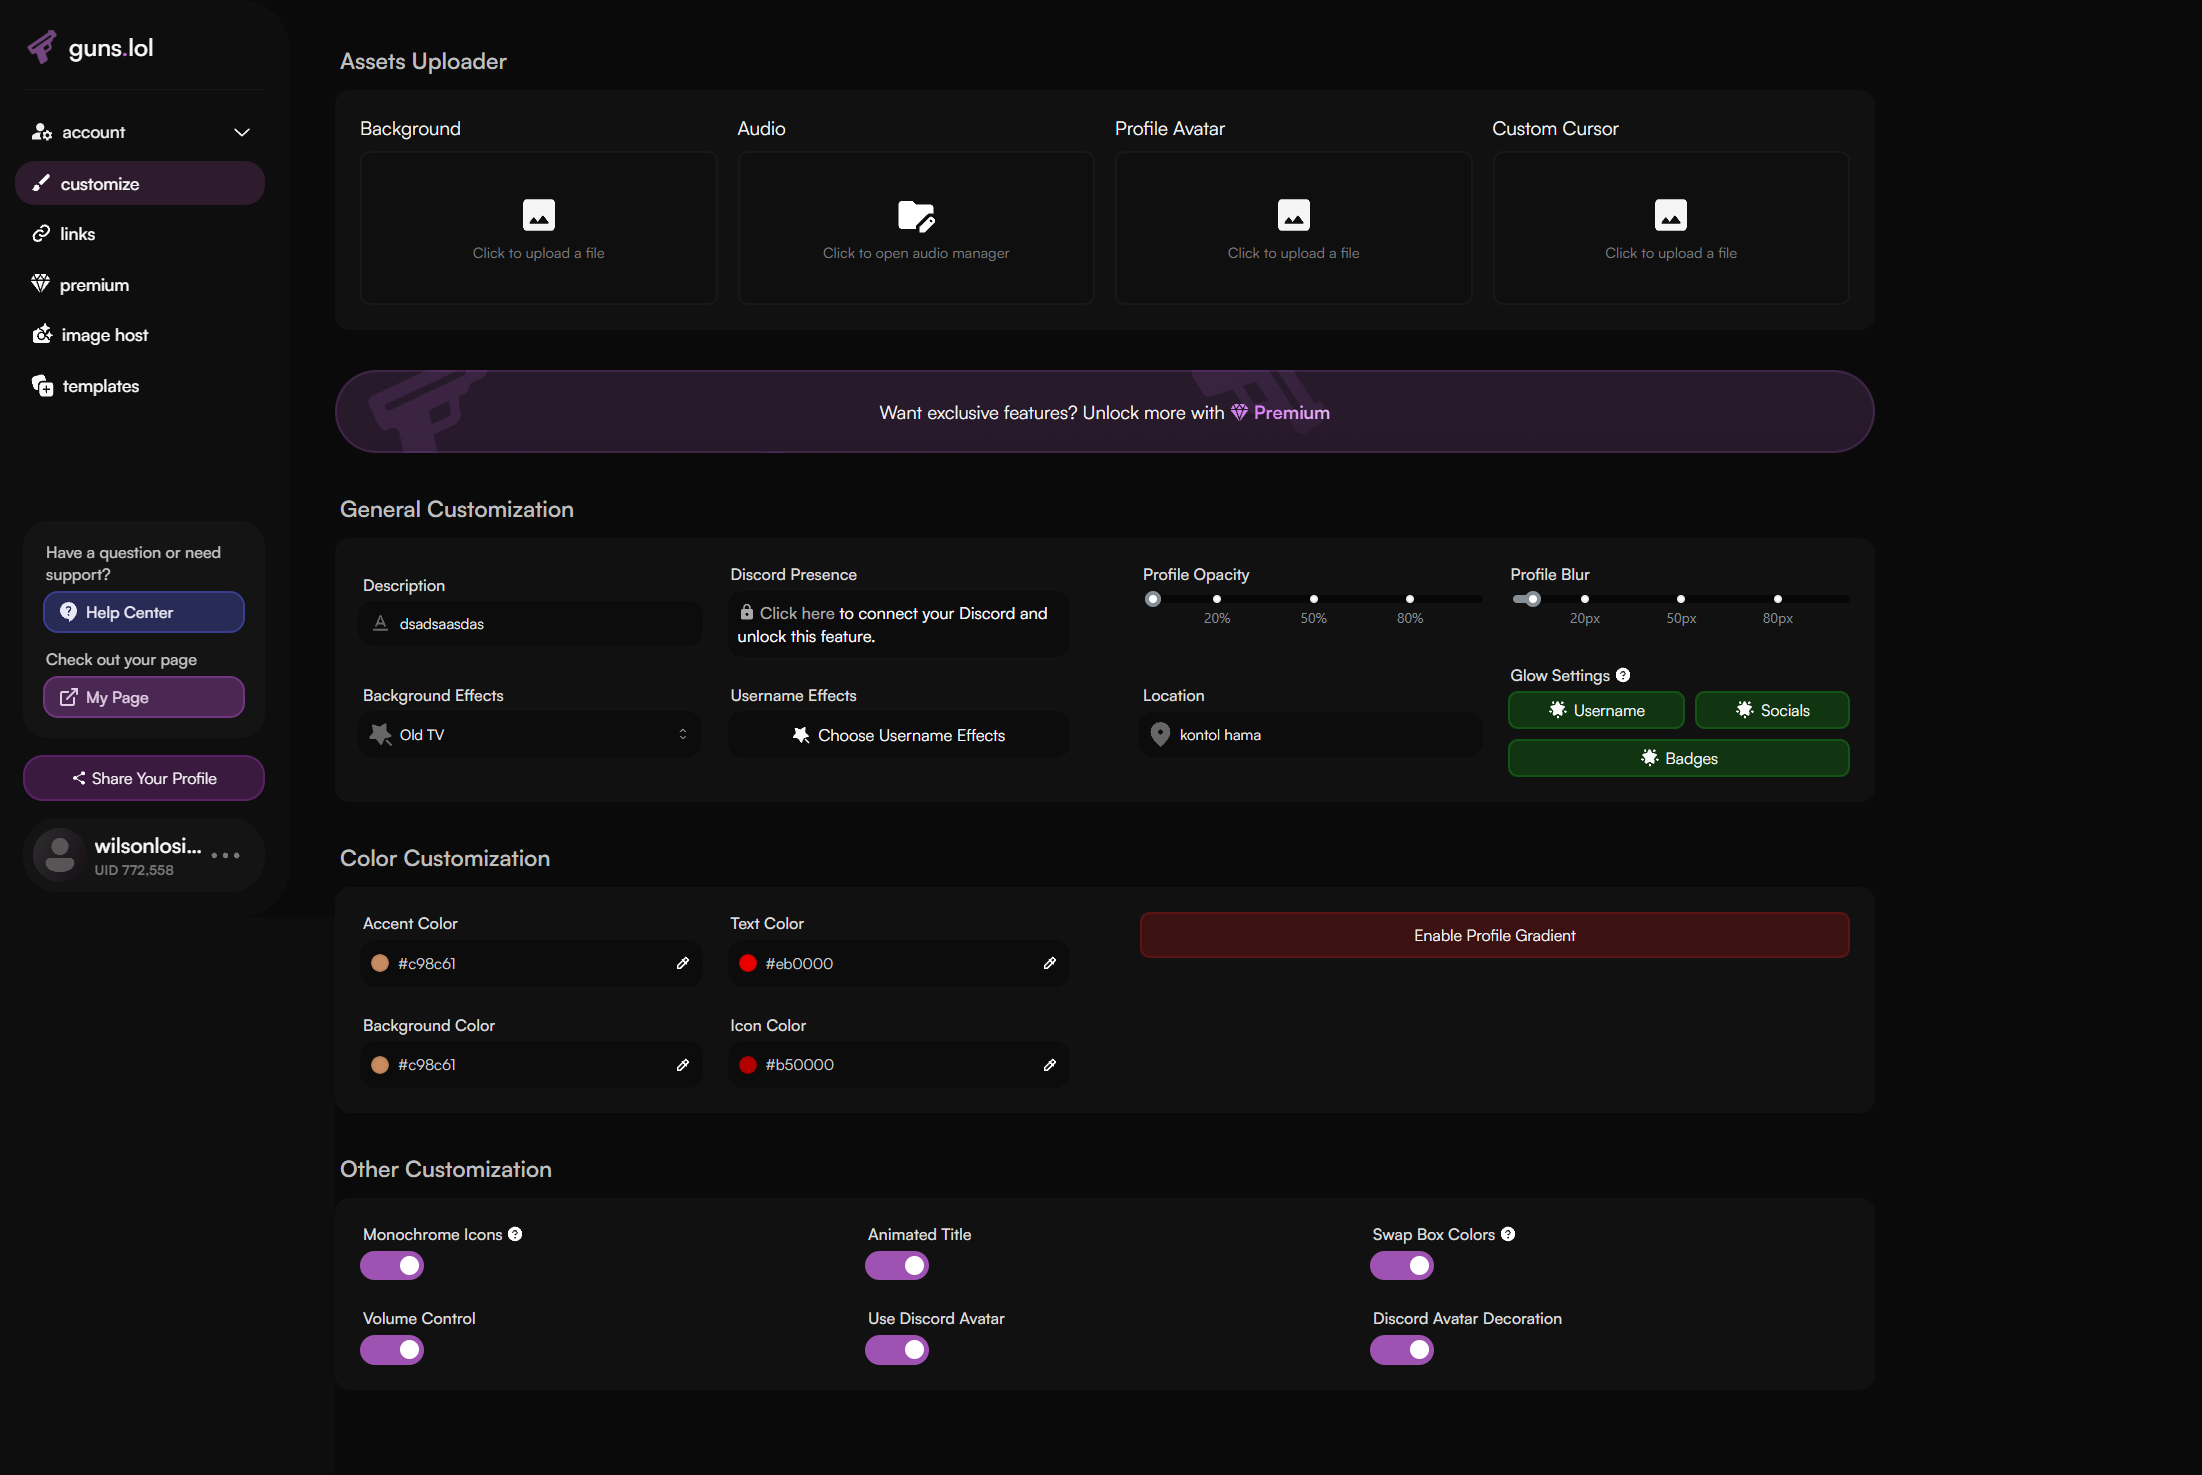 guns.lol
account
customize
links
premium
image host
templates
Have a question or need
support?
Help Center
Check out your page
My Page
Share Your Profile
wilsonlosi...
UID 772,558
Assets Uploader
Background
Audio
Profile Avatar
Custom Cursor
Click to upload a file
Click to open audio manager
Click to upload a file
Click to upload a file
Want exclusive features? Unlock more with Premium
General Customization
Description
dsadsaasdas
Discord Presence
Click here to connect your Discord and
unlock this feature.
Profile Opacity
20% 50% 80%
Profile Blur
20px 50px 80px
Background Effects
Old TV
Username Effects
Choose Username Effects
Location
kontol hama
Glow Settings
Username
Socials
Badges
Color Customization
Accent Color
#c98c61
Text Color
#eb0000
Enable Profile Gradient
Background Color
#c98c61
Icon Color
#b50000
Other Customization
Monochrome Icons
Animated Title
Swap Box Colors
Volume Control
Use Discord Avatar
Discord Avatar Decoration